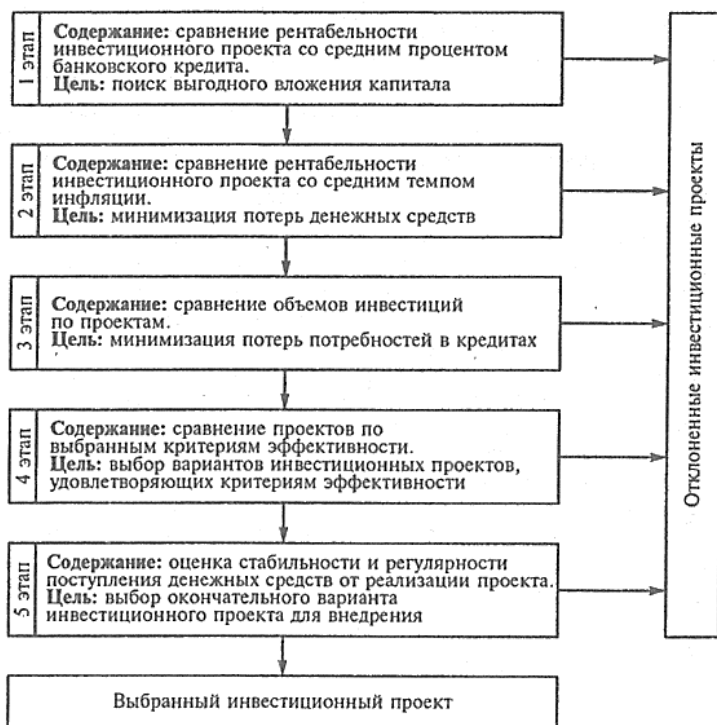 1 этап
Содержание: сравнение рентабельности
инвестиционного проекта со средним процентом
банковского кредита.
Цель: поиск выгодного вложения капитала
2 этап
Содержание: сравнение рентабельности
инвестиционного проекта со средним темпом
инфляции.
Цель: минимизация потерь денежных средств
3 этап
Содержание: сравнение объемов инвестиций
по проектам.
Цель: минимизация потерь потребностей в кредитах
4 этап
Содержание: сравнение проектов по
выбранным критериям эффективности.
Цель: выбор вариантов инвестиционных проектов,
удовлетворяющих критериям эффективности
5 этап
Содержание: оценка стабильности и регулярности
поступления денежных средств от реализации проекта.
Цель: выбор окончательного варианта
инвестиционного проекта для внедрения
Выбранный инвестиционный проект
Отклоненные инвестиционные проекты